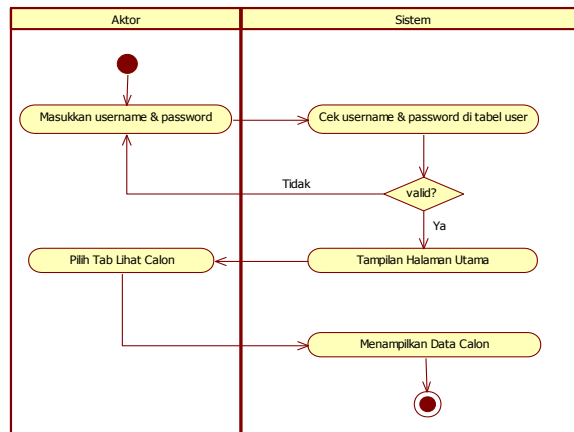 Aktor
Sistem
Masukkan username & password
Cek username & password di tabel user
Tidak
valid?
Ya
Pilih Tab Lihat Calon
Tampilan Halaman Utama
Menampilkan Data Calon